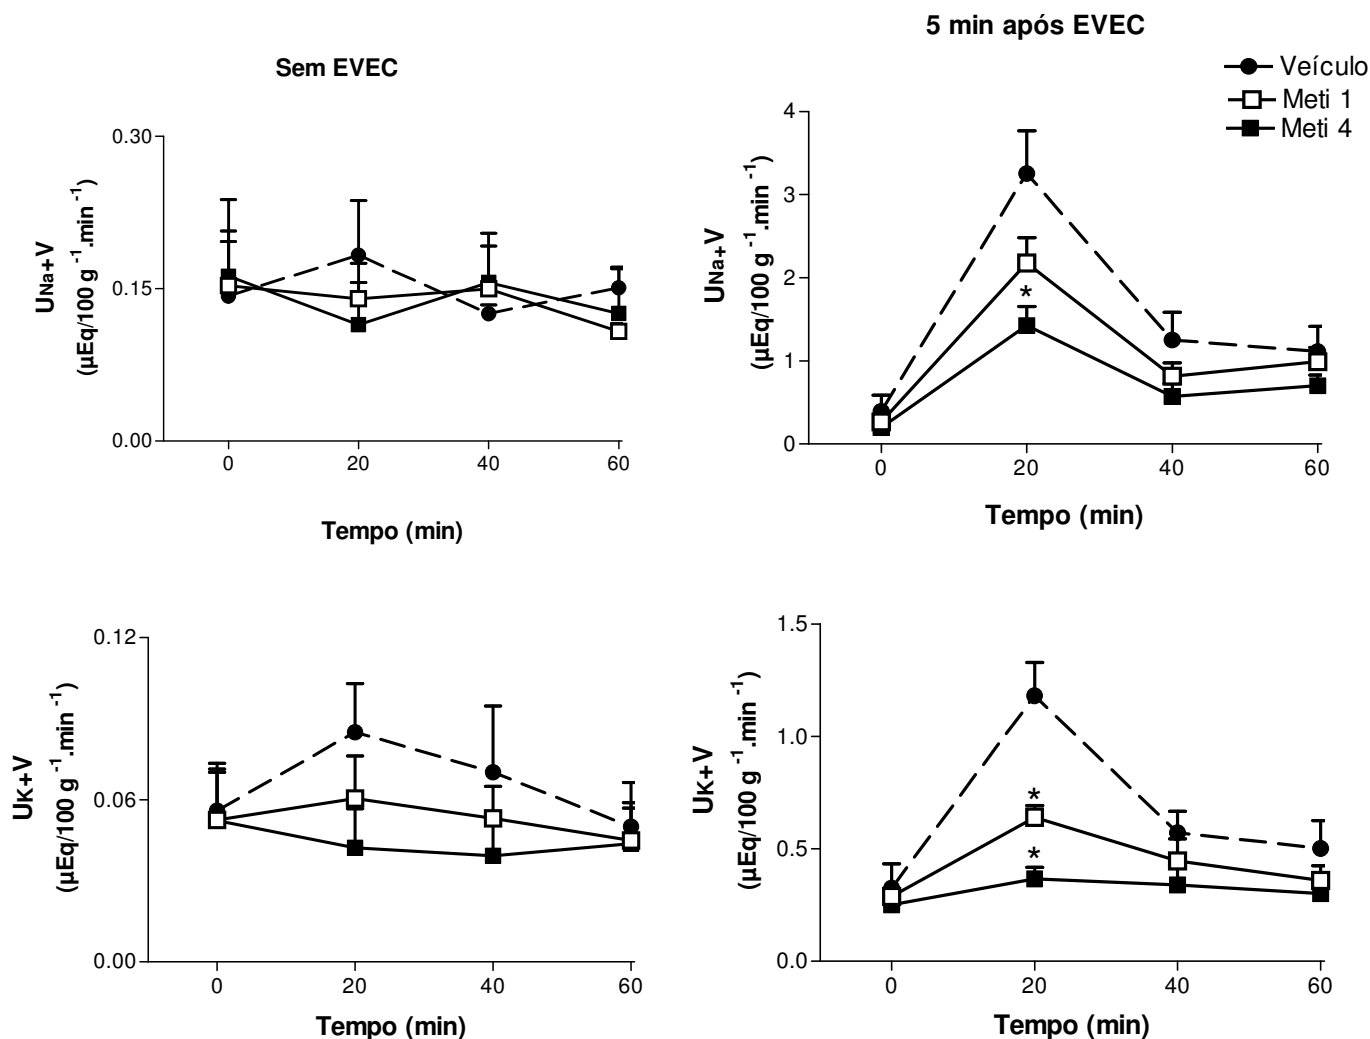 Sem EVEC
0.30
0.15
0.00
UNa+V
(µEq/100 g⁻¹.min⁻¹)
0 20 40 60
Tempo (min)
5 min após EVEC
Veículo
Meti 1
Meti 4
4
3
2
1
0
UNa+V
(µEq/100 g⁻¹.min⁻¹)
*
0 20 40 60
Tempo (min)
0.12
0.06
0.00
UK+V
(µEq/100 g⁻¹.min⁻¹)
0 20 40 60
Tempo (min)
1.5
1.0
0.5
0.0
UK+V
(µEq/100 g⁻¹.min⁻¹)
*
*
0 20 40 60
Tempo (min)